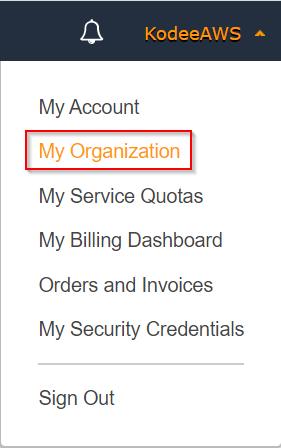 KodeeAWS
My Account
My Organization
My Service Quotas
My Billing Dashboard
Orders and Invoices
My Security Credentials
Sign Out